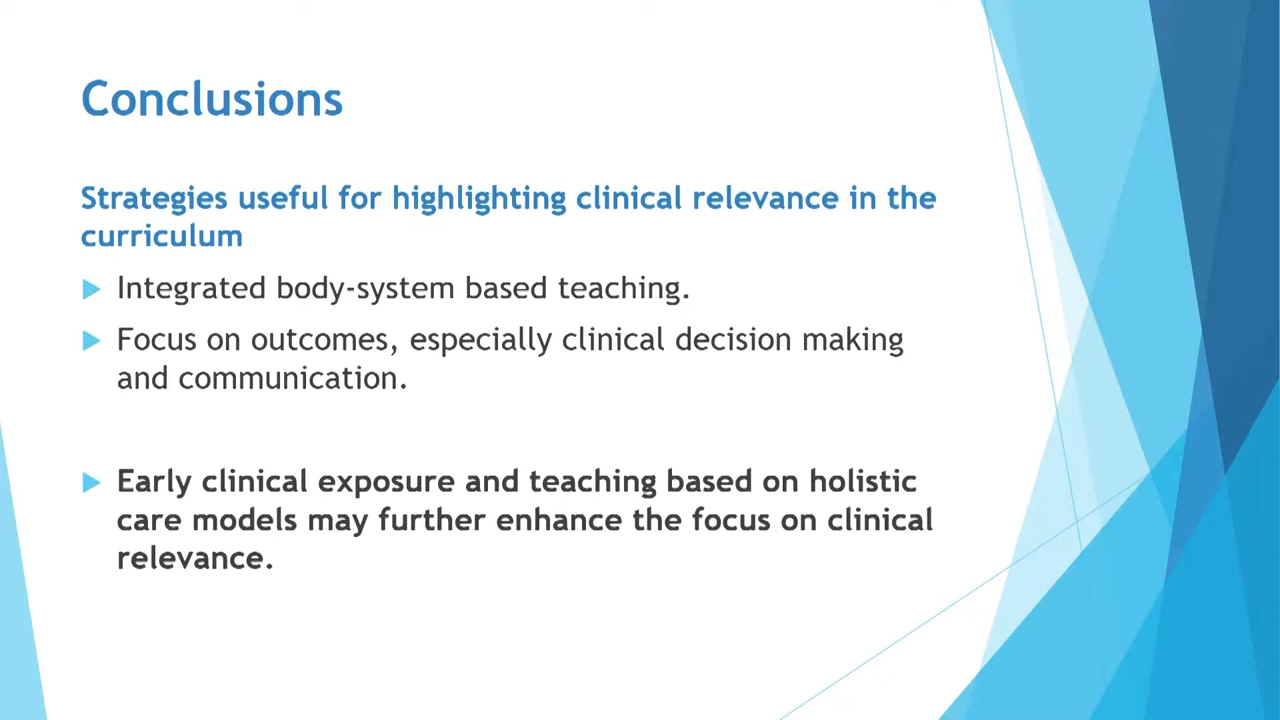 Conclusions
Strategies useful for highlighting clinical relevance in the
curriculum
Integrated body-system based teaching.
Focus on outcomes, especially clinical decision making
and communication.
Early clinical exposure and teaching based on holistic
care models may further enhance the focus on clinical
relevance.